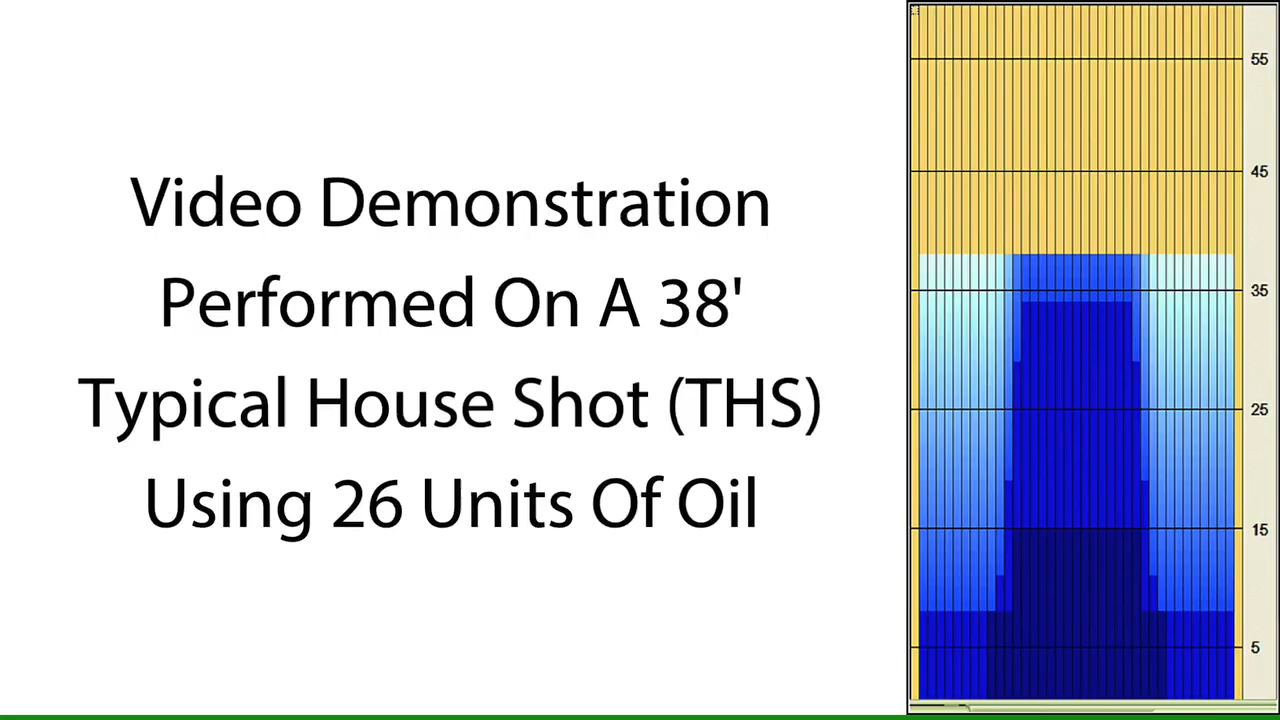 Video Demonstration
Performed On A 38'
Typical House Shot (THS)
Using 26 Units Of Oil
55
45
35
25
15
5